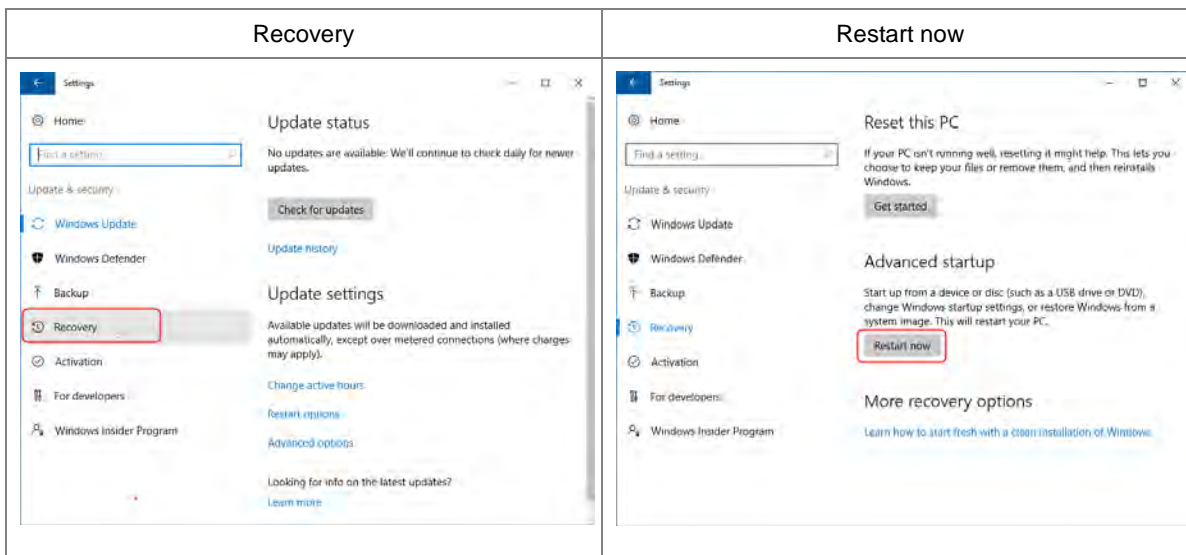 Recovery
Restart now
Settings
Home
Find a setting
Update & security
Windows Update
Windows Defender
Backup
Recovery
Activation
For developers
Windows Insider Program
Update status
No updates are available. We'll continue to check daily for newer
updates.
Check for updates
Update history
Update settings
Available updates will be downloaded and installed
automatically, except over metered connections (where charges
may apply).
Change active hours
Restart options
Advanced options
Looking for info on the latest updates?
Learn more
Settings
Home
Find a setting
Update & security
Windows Update
Windows Defender
Backup
Recovery
Activation
For developers
Windows Insider Program
Reset this PC
If your PC isn't running well, resetting it might help. This lets you
choose to keep your files or remove them, and then reinstalls
Windows.
Get started
Advanced startup
Start up from a device or disc (such as a USB drive or DVD),
change Windows startup settings, or restore Windows from a
system image. This will restart your PC.
Restart now
More recovery options
Learn how to start fresh with a clean installation of Windows